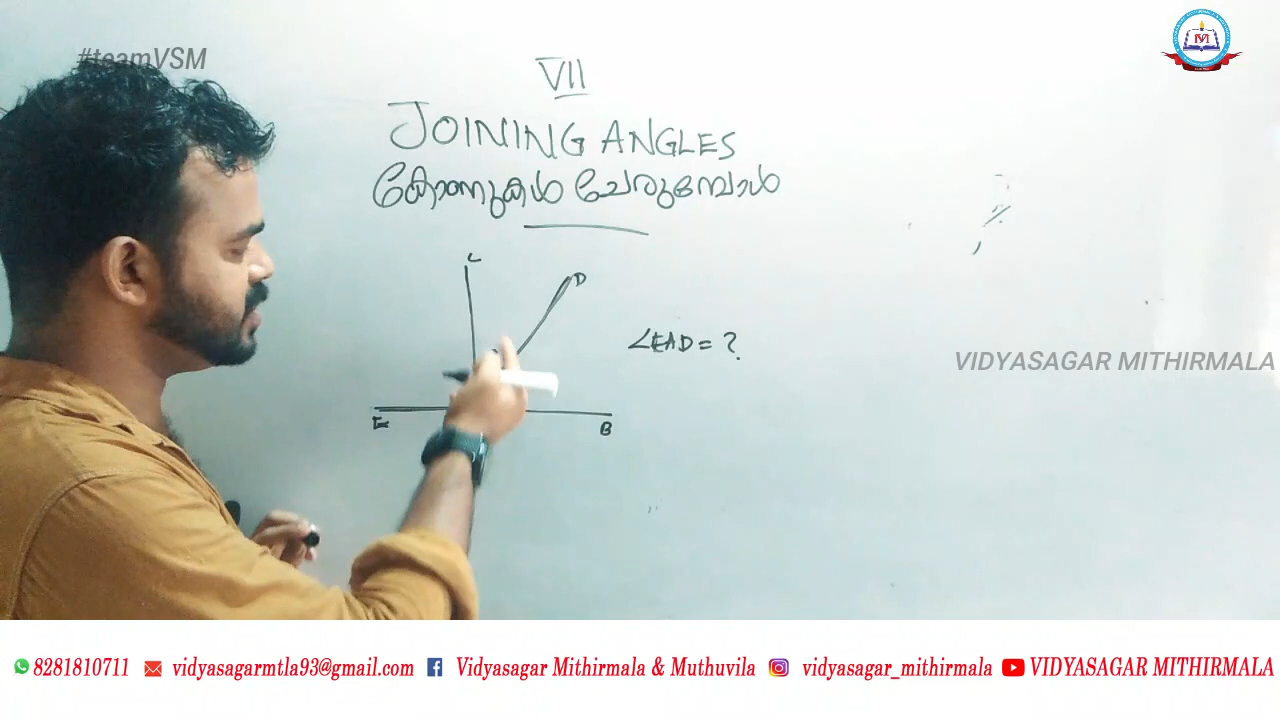 #teamVSM
VII
JOINING ANGLES
കോണുകൾ ചേരുമ്പോൾ
C
D
∠EAD = ?
VIDYASAGAR MITHIRMALA
E
B
8281810711 vidyasagarmtla93@gmail.com Vidyasagar Mithirmala & Muthuvila vidyasagar_mithirmala VIDYASAGAR MITHIRMALA